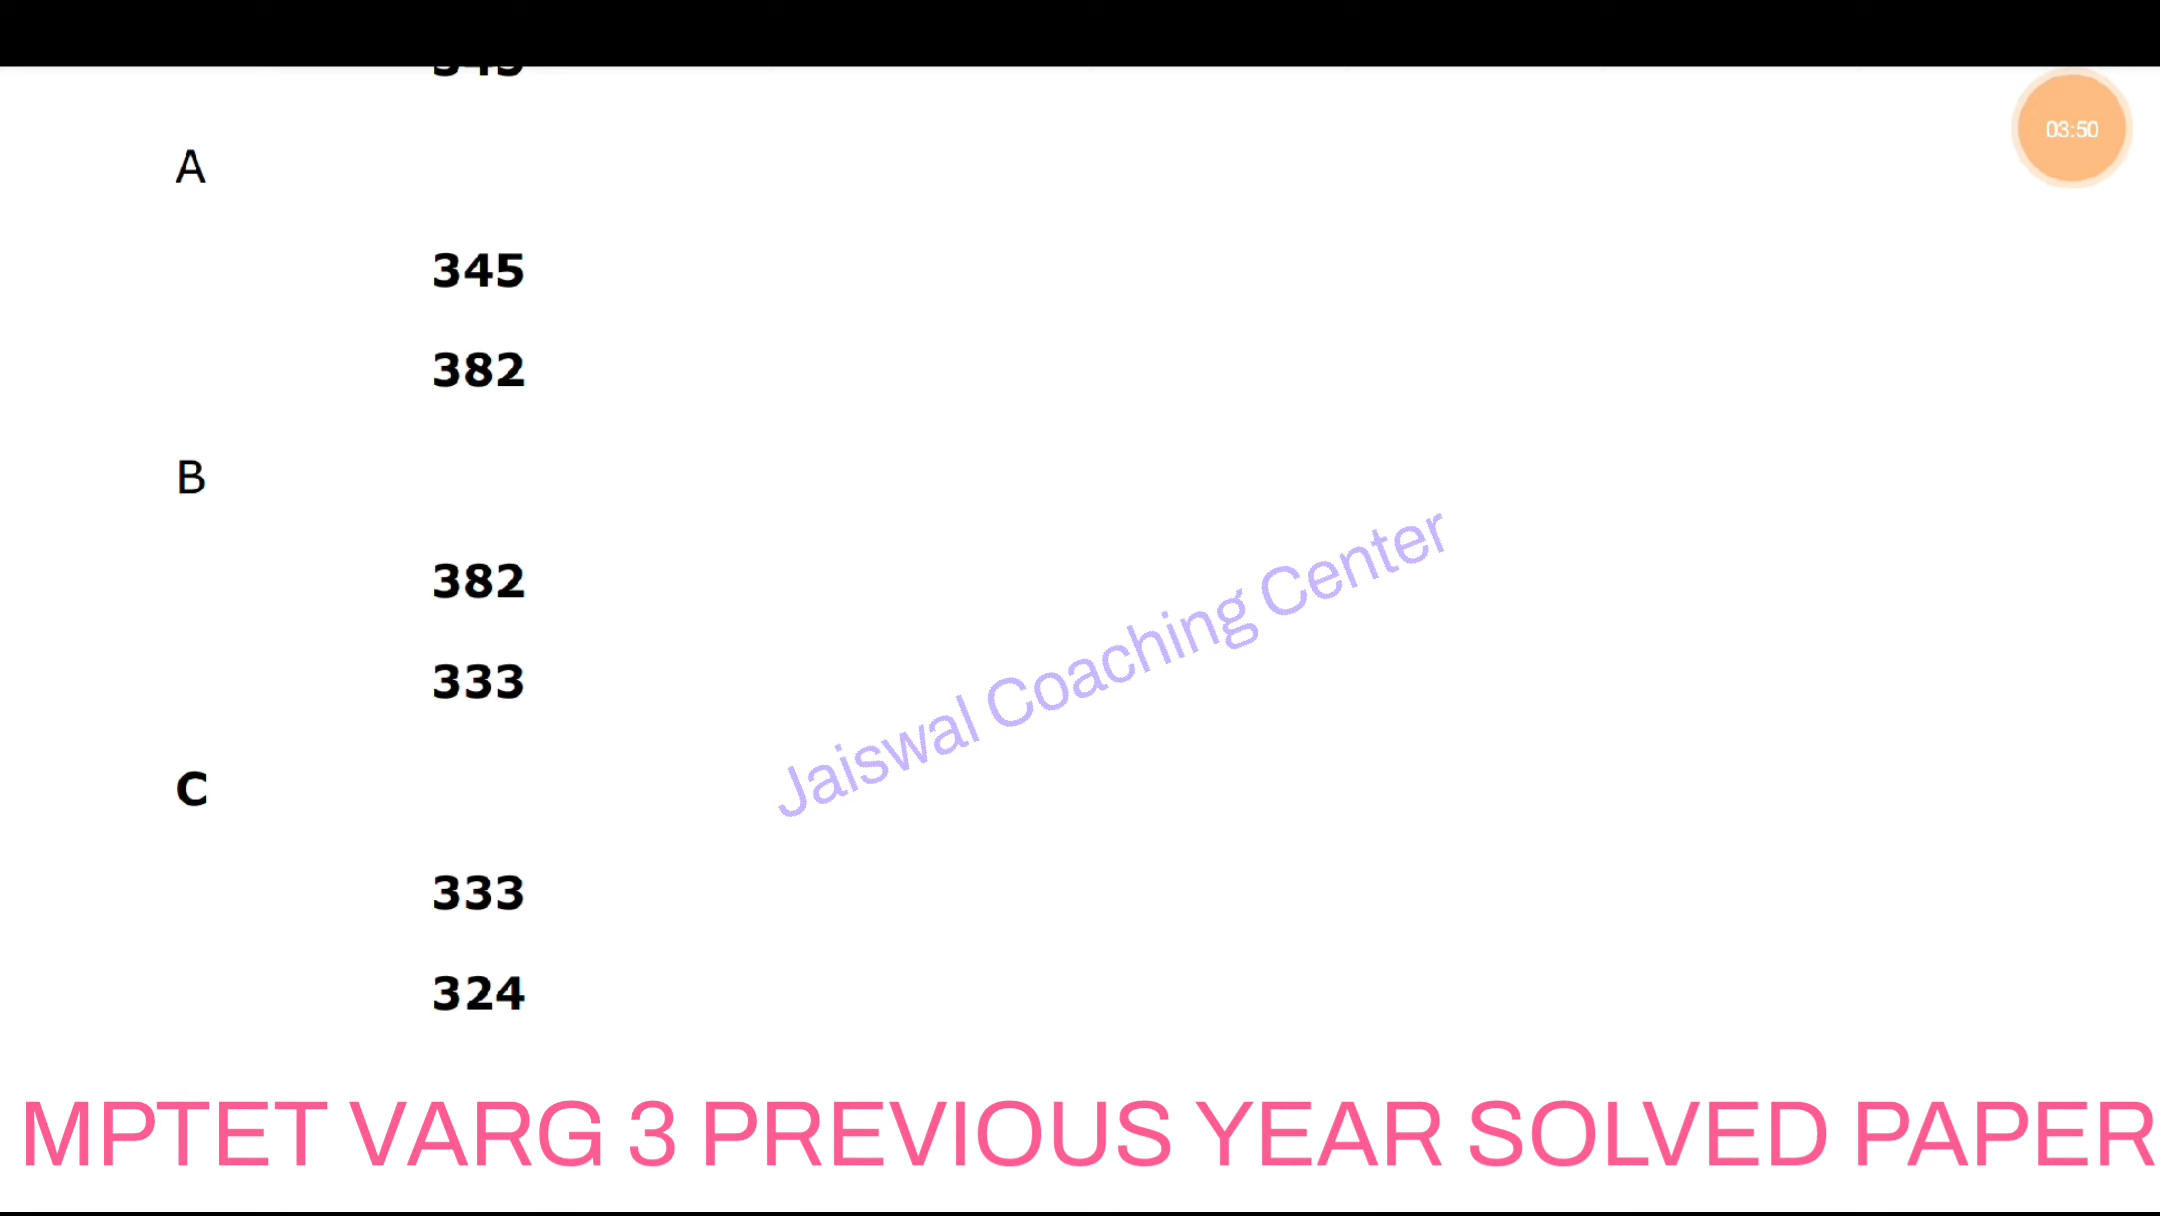 03:50
A
345
382
B
382
333
C
333
324
Jaiswal Coaching Center
MPTET VARG 3 PREVIOUS YEAR SOLVED PAPER